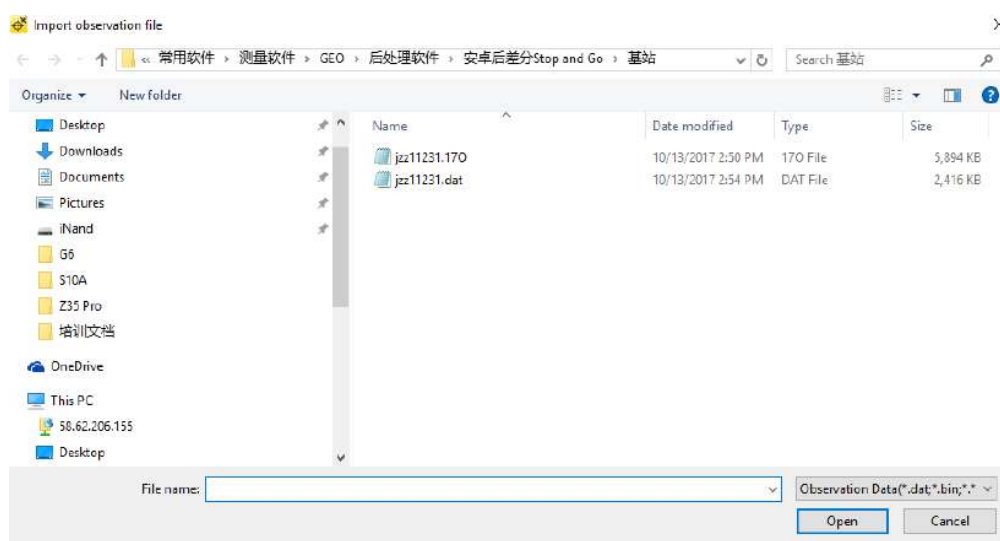 Import observation file
« 常用软件 › 测量软件 › GEO › 后处理软件 › 安卓后差分Stop and Go › 基站
Search 基站
Organize New folder
Desktop
Downloads
Documents
Pictures
iNand
G6
S10A
Z35 Pro
培训文档
OneDrive
This PC
58.62.206.155
Desktop
Name Date modified Type Size
jzz11231.17O 10/13/2017 2:50 PM 17O File 5,894 KB
jzz11231.dat 10/13/2017 2:54 PM DAT File 2,416 KB
File name:
Observation Data(*.dat;*.bin;*.*
Open Cancel